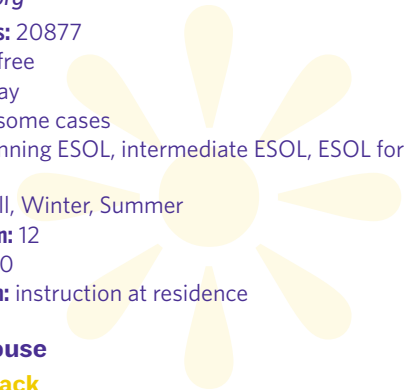 org
s: 20877
free
ay
some cases
nning ESOL, intermediate ESOL, ESOL for
ll, Winter, Summer
m: 12
0
n: instruction at residence
ouse
ack